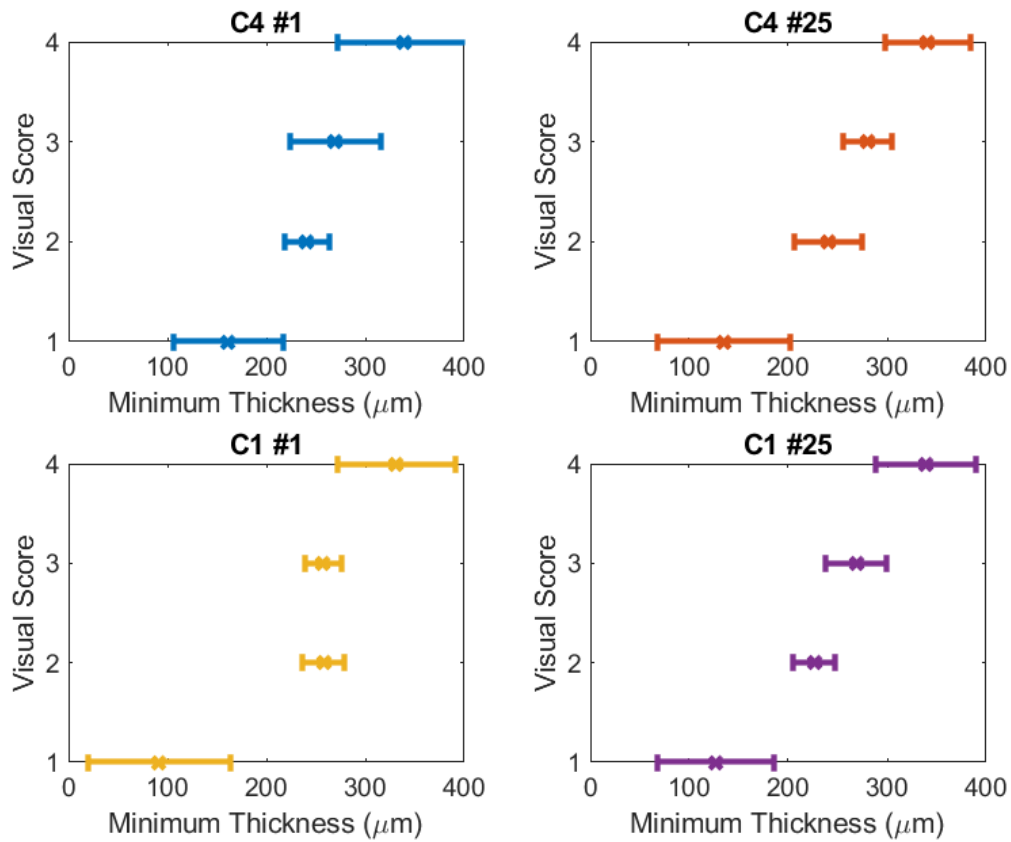 C4 #1
4
3
2
1
Visual Score
0 100 200 300 400
Minimum Thickness (μm)
C4 #25
4
3
2
1
Visual Score
0 100 200 300 400
Minimum Thickness (μm)
C1 #1
4
3
2
1
Visual Score
0 100 200 300 400
Minimum Thickness (μm)
C1 #25
4
3
2
1
Visual Score
0 100 200 300 400
Minimum Thickness (μm)